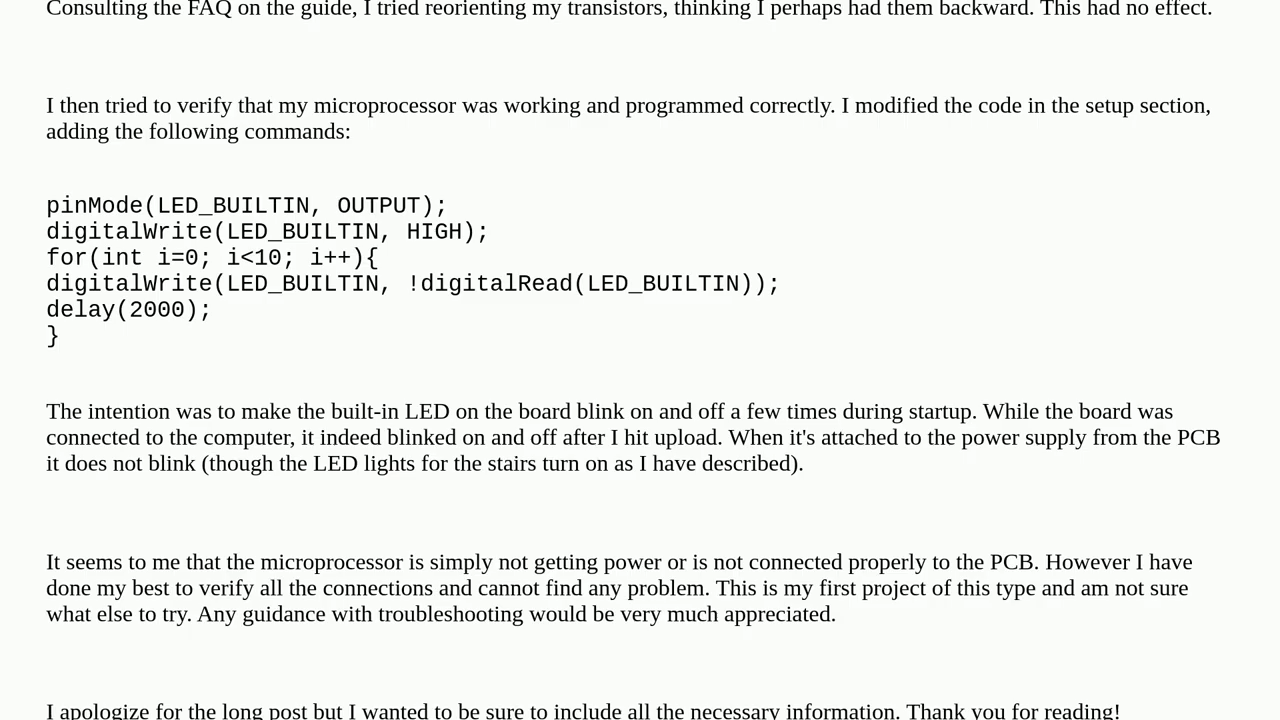 Consulting the FAQ on the guide, I tried reorienting my transistors, thinking I perhaps had them backward. This had no effect.
I then tried to verify that my microprocessor was working and programmed correctly. I modified the code in the setup section,
adding the following commands:
pinMode(LED_BUILTIN, OUTPUT);
digitalWrite(LED_BUILTIN, HIGH);
for(int i=0; i<10; i++){
digitalWrite(LED_BUILTIN, !digitalRead(LED_BUILTIN));
delay(2000);
}
The intention was to make the built-in LED on the board blink on and off a few times during startup. While the board was
connected to the computer, it indeed blinked on and off after I hit upload. When it's attached to the power supply from the PCB
it does not blink (though the LED lights for the stairs turn on as I have described).
It seems to me that the microprocessor is simply not getting power or is not connected properly to the PCB. However I have
done my best to verify all the connections and cannot find any problem. This is my first project of this type and am not sure
what else to try. Any guidance with troubleshooting would be very much appreciated.
I apologize for the long post but I wanted to be sure to include all the necessary information. Thank you for reading!